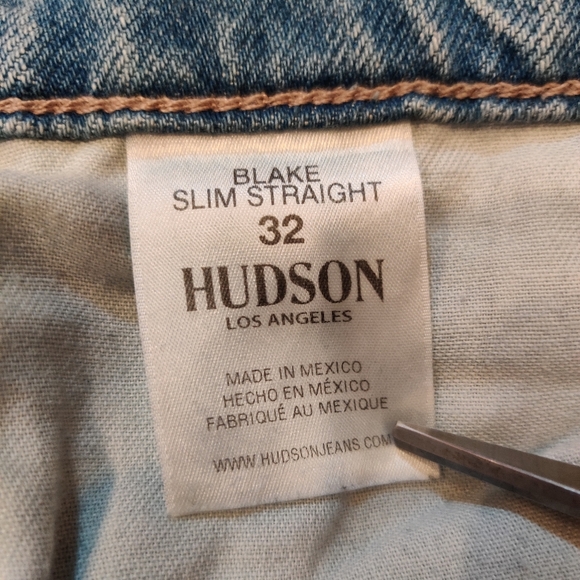 BLAKE
SLIM STRAIGHT
32
HUDSON
LOS ANGELES
MADE IN MEXICO
HECHO EN MÉXICO
FABRIQUÉ AU MEXIQUE
WWW.HUDSONJEANS.COM